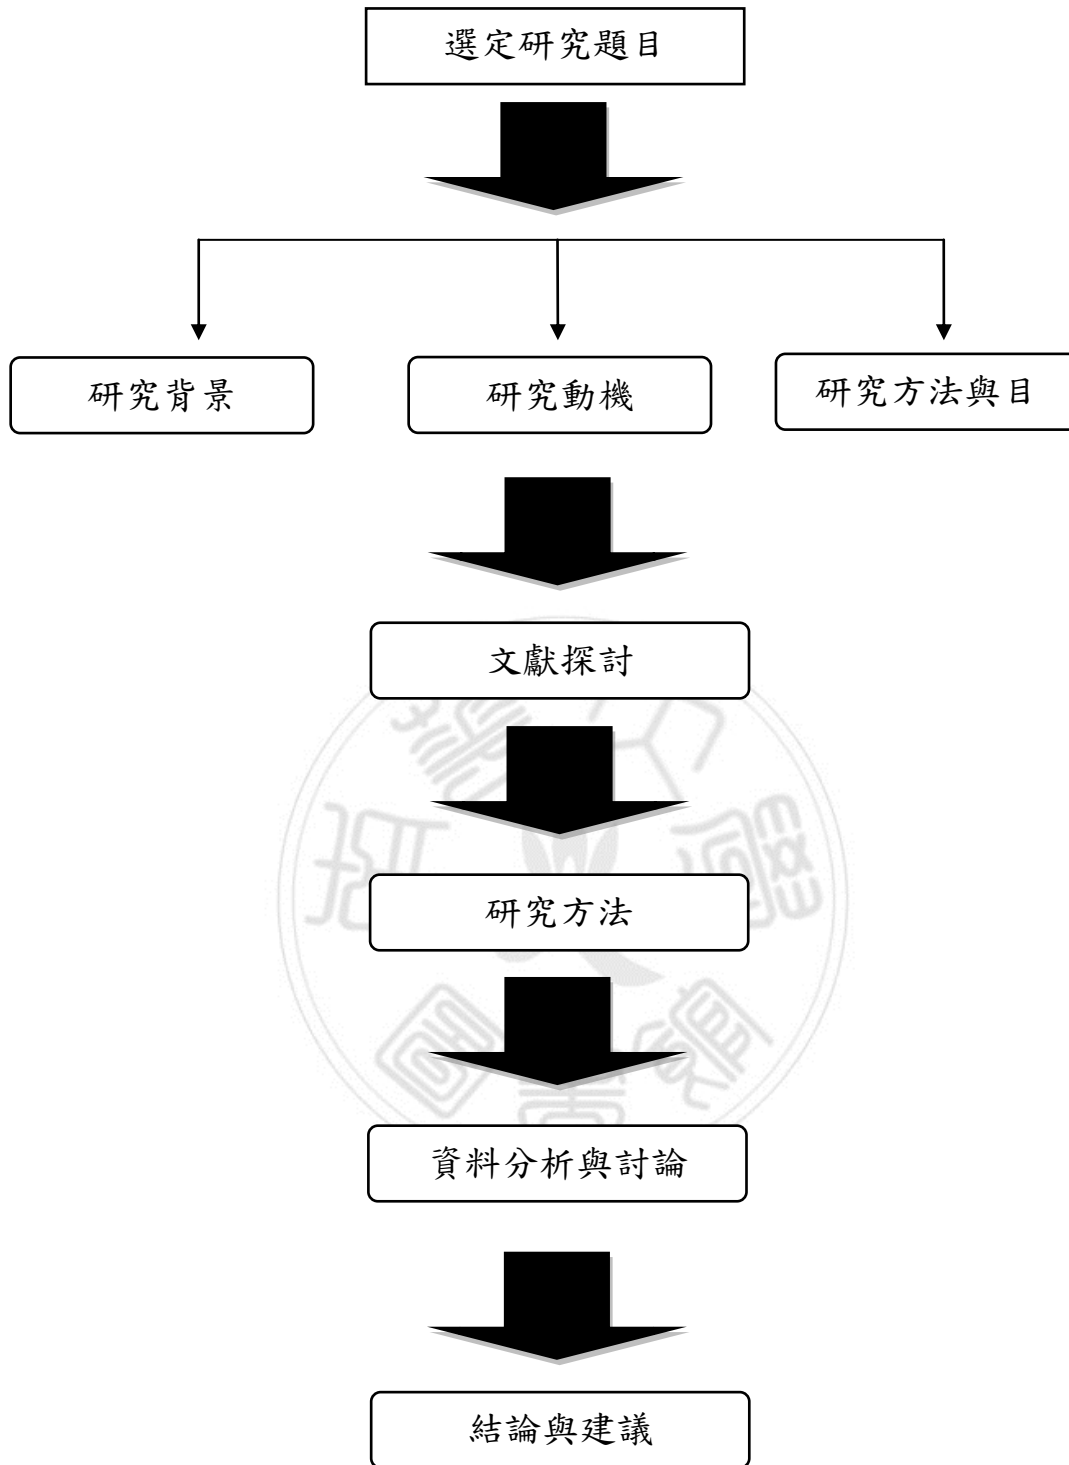 選定研究題目
研究背景
研究動機
研究方法與目
文獻探討
研究方法
資料分析與討論
結論與建議